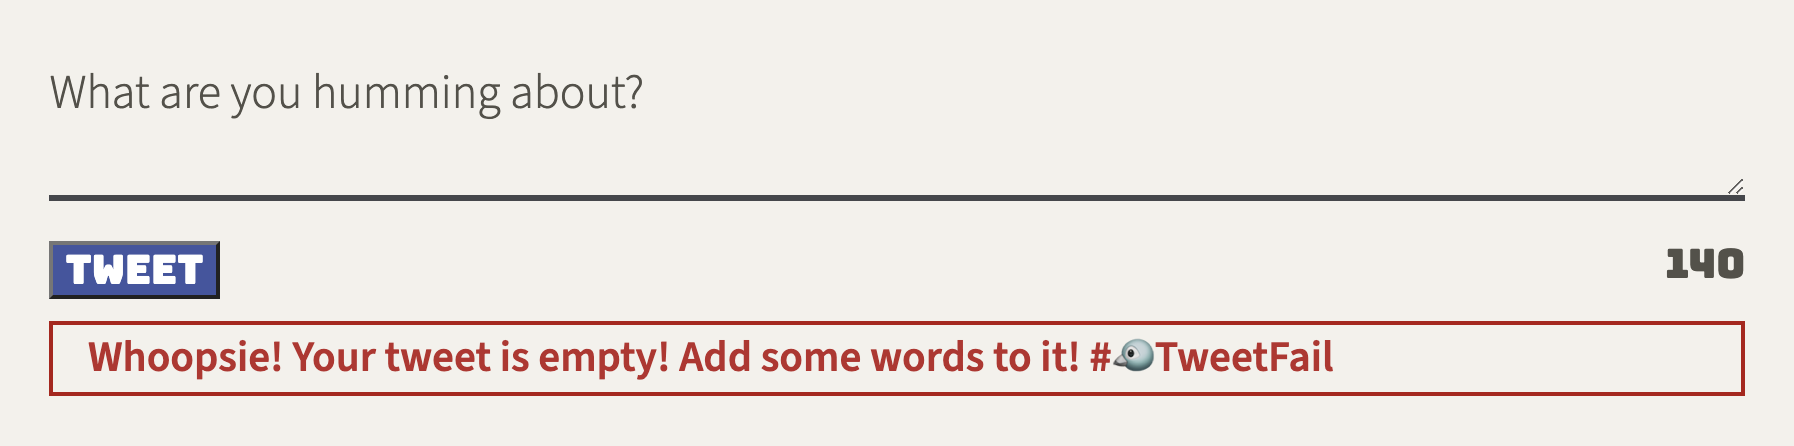 What are you humming about?
TWEET
140
Whoopsie! Your tweet is empty! Add some words to it! #🐦TweetFail